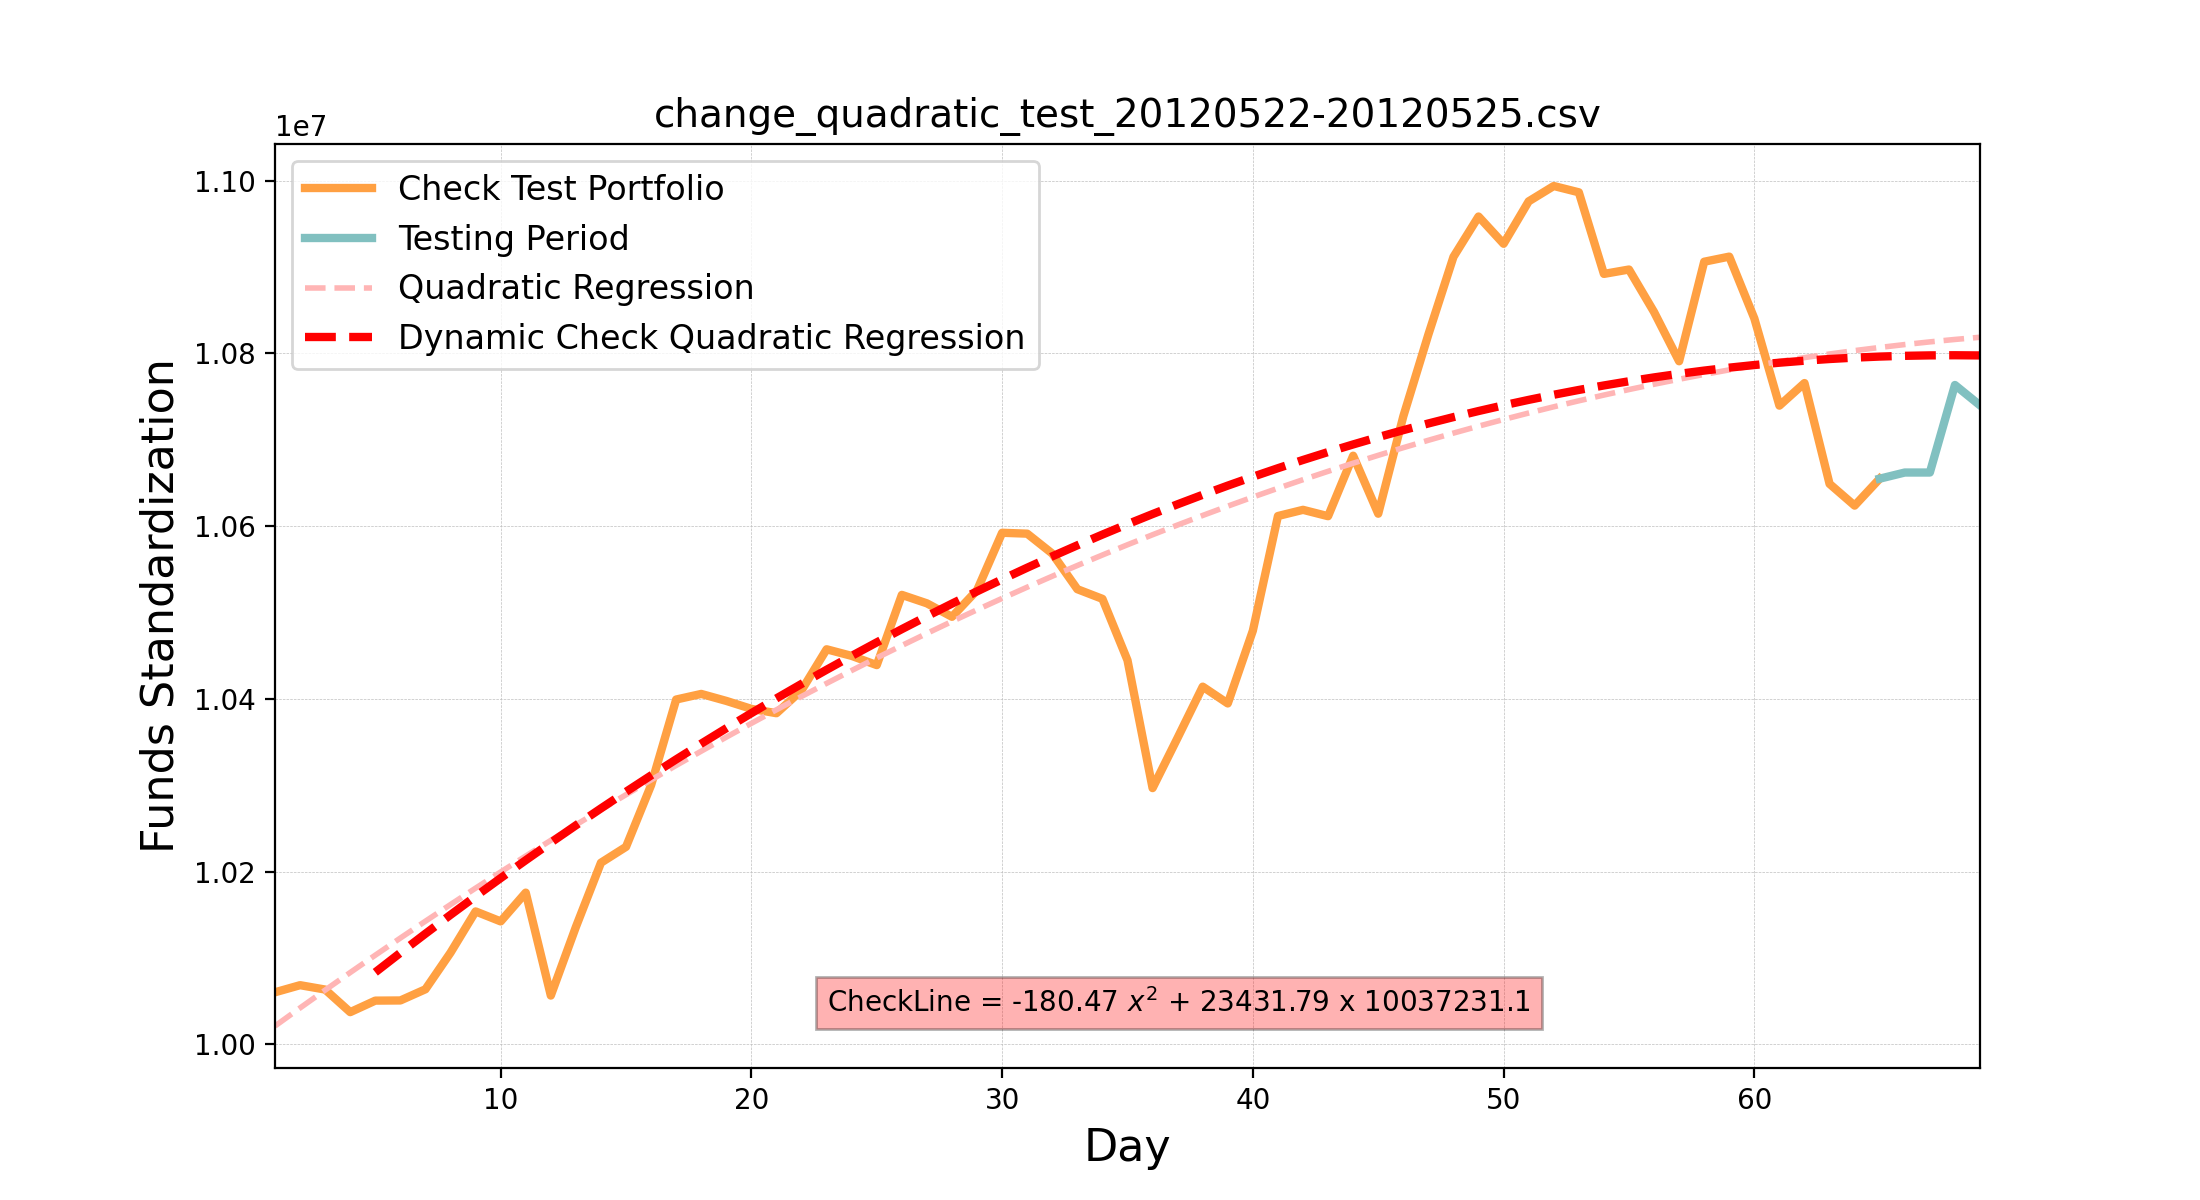 change_quadratic_test_20120522-20120525.csv
1e7
Check Test Portfolio
Testing Period
Quadratic Regression
Dynamic Check Quadratic Regression
1.10
1.08
1.06
1.04
1.02
1.00
Funds Standardization
CheckLine = -180.47 x² + 23431.79 x 10037231.1
10 20 30 40 50 60
Day